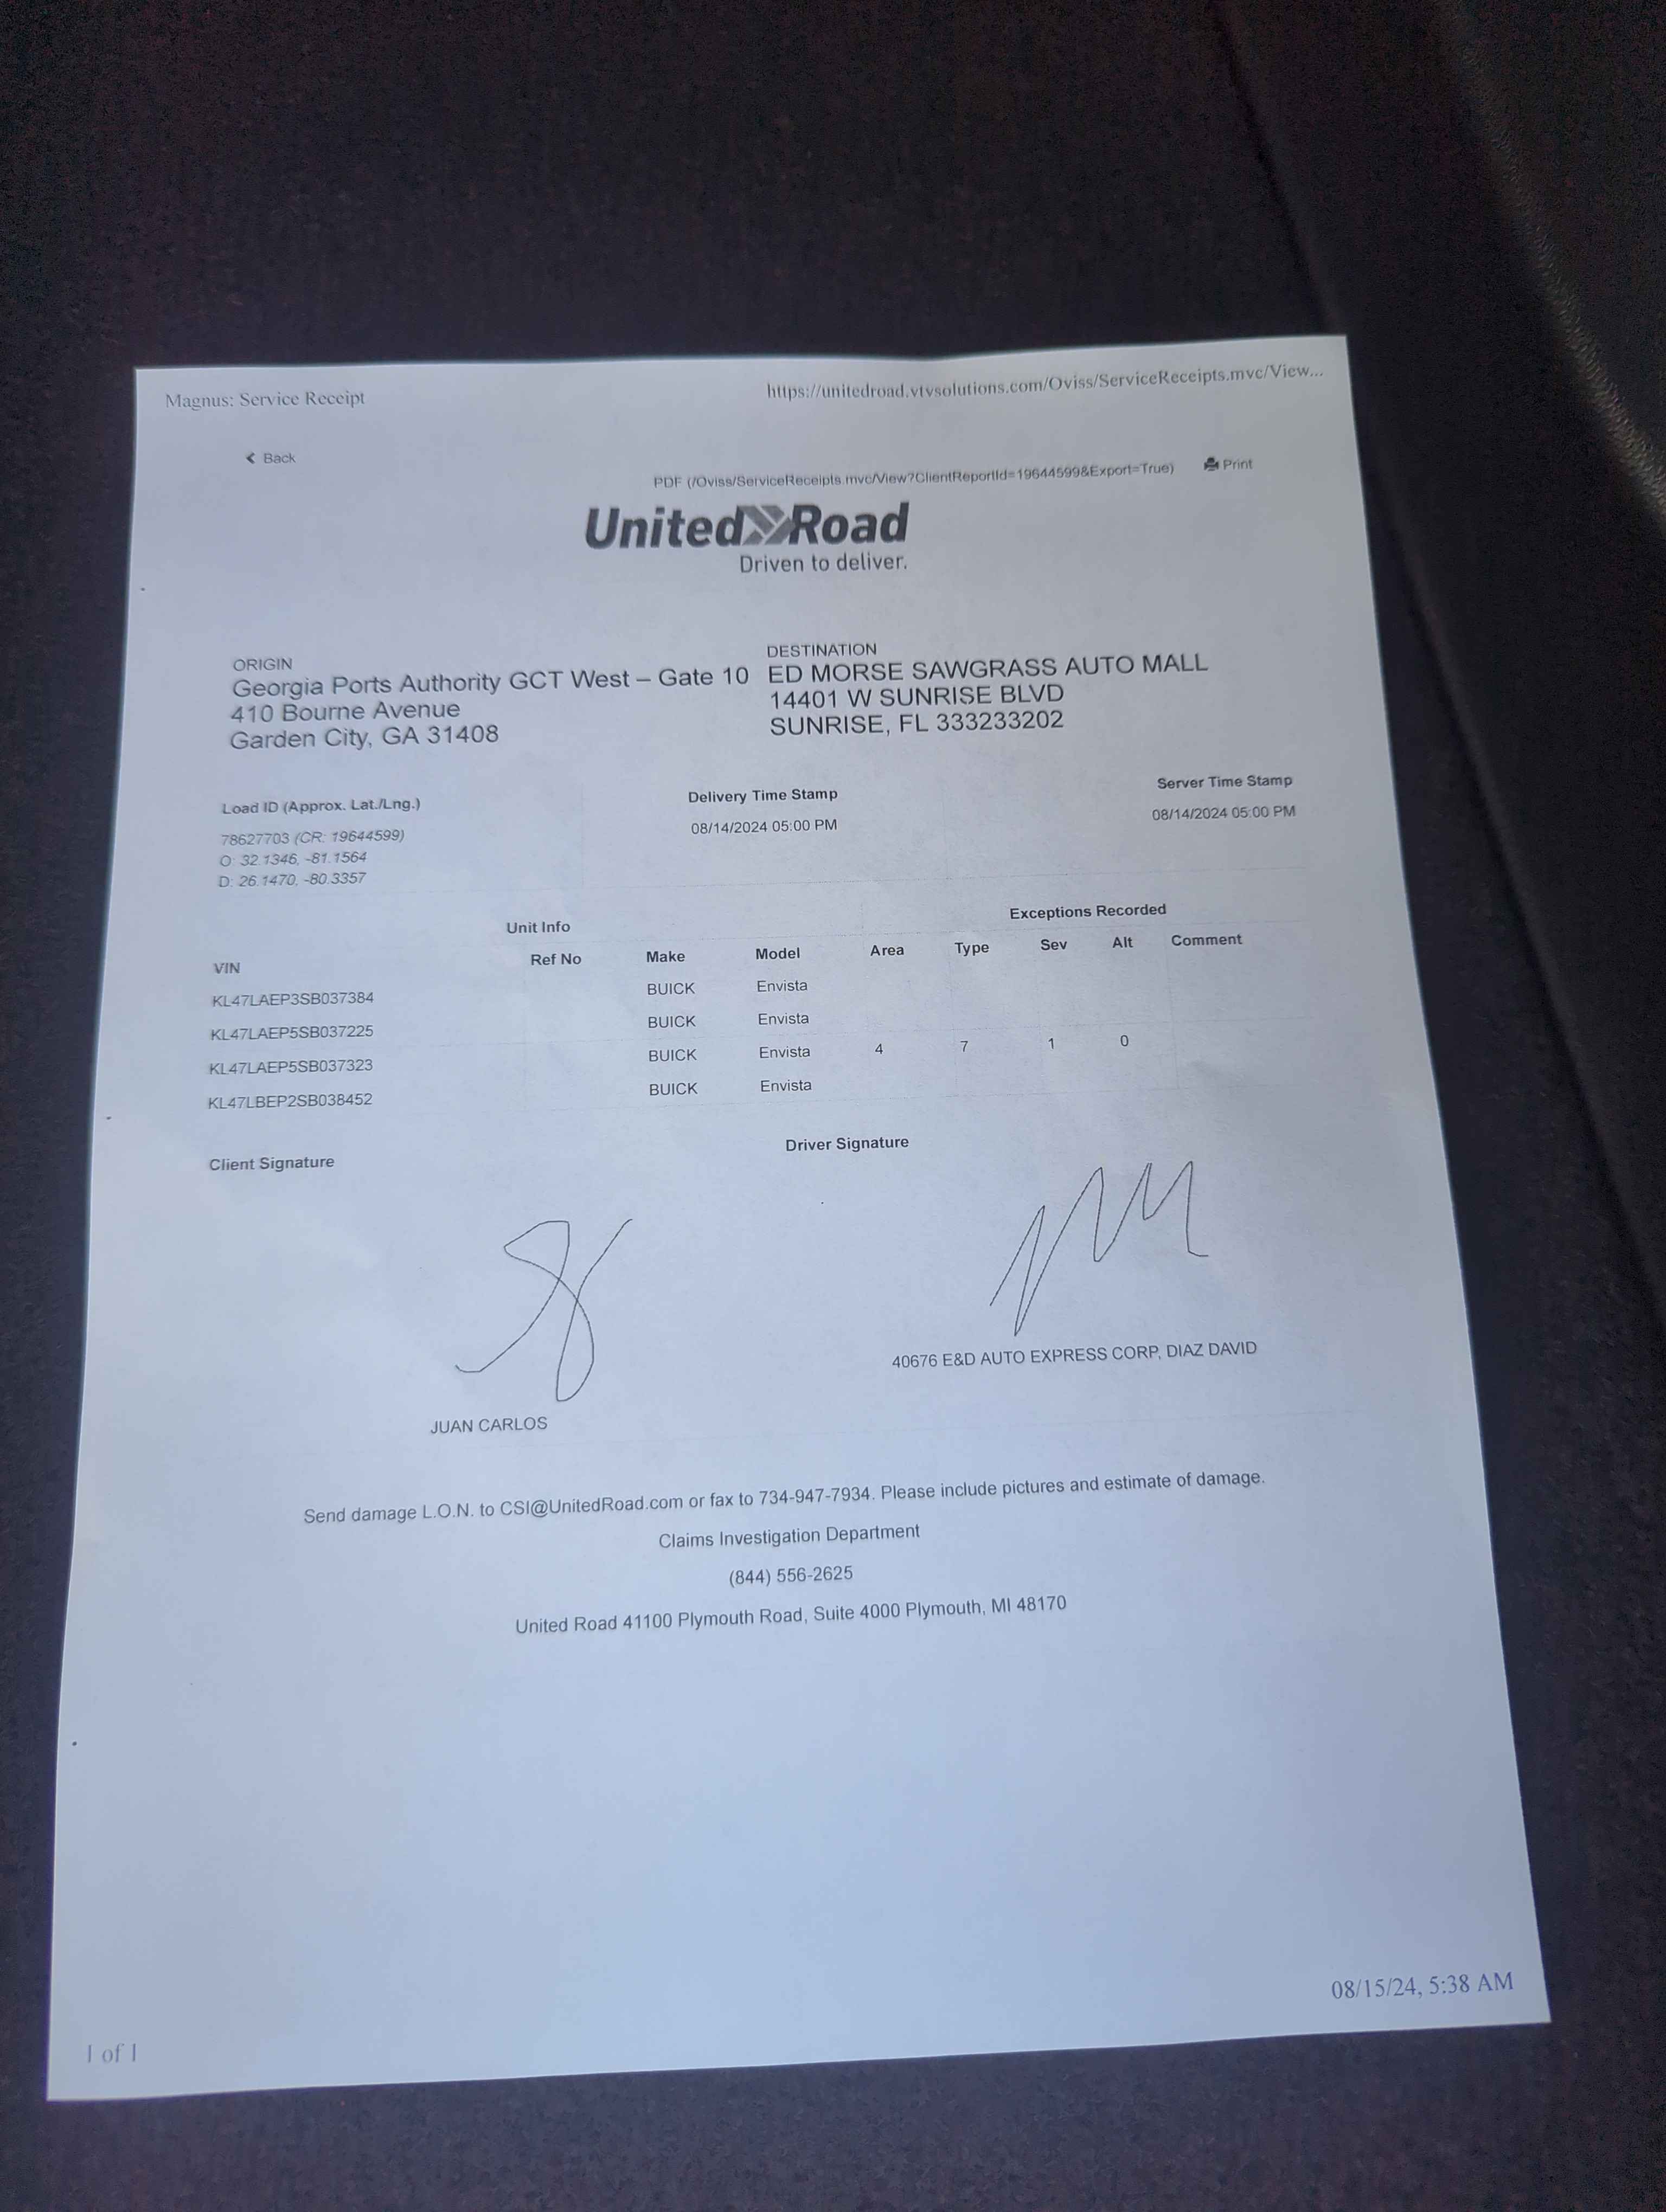 Magnus: Service Receipt
https://unitedroad.vtvsolutions.com/Oviss/ServiceReceipts.mvc/View...
Back
PDF (/Oviss/ServiceReceipts.mvc/View?ClientReportId=19644599&Export=True)
Print
United Road
Driven to deliver.
ORIGIN
Georgia Ports Authority GCT West – Gate 10
410 Bourne Avenue
Garden City, GA 31408
DESTINATION
ED MORSE SAWGRASS AUTO MALL
14401 W SUNRISE BLVD
SUNRISE, FL 333233202
Load ID (Approx. Lat./Lng.)
78627703 (CR: 19644599)
O: 32.1346, -81.1564
D: 26.1470, -80.3357
Delivery Time Stamp
08/14/2024 05:00 PM
Server Time Stamp
08/14/2024 05:00 PM
Unit Info Exceptions Recorded
VIN Ref No Make Model Area Type Sev Alt Comment
KL47LAEP3SB037384 BUICK Envista
KL47LAEP5SB037225 BUICK Envista
KL47LAEP5SB037323 BUICK Envista 4 7 1 0
KL47LBEP2SB038452 BUICK Envista
Client Signature
JUAN CARLOS
Driver Signature
40676 E&D AUTO EXPRESS CORP, DIAZ DAVID
Send damage L.O.N. to CSI@UnitedRoad.com or fax to 734-947-7934. Please include pictures and estimate of damage.
Claims Investigation Department
(844) 556-2625
United Road 41100 Plymouth Road, Suite 4000 Plymouth, MI 48170
1 of 1
08/15/24, 5:38 AM